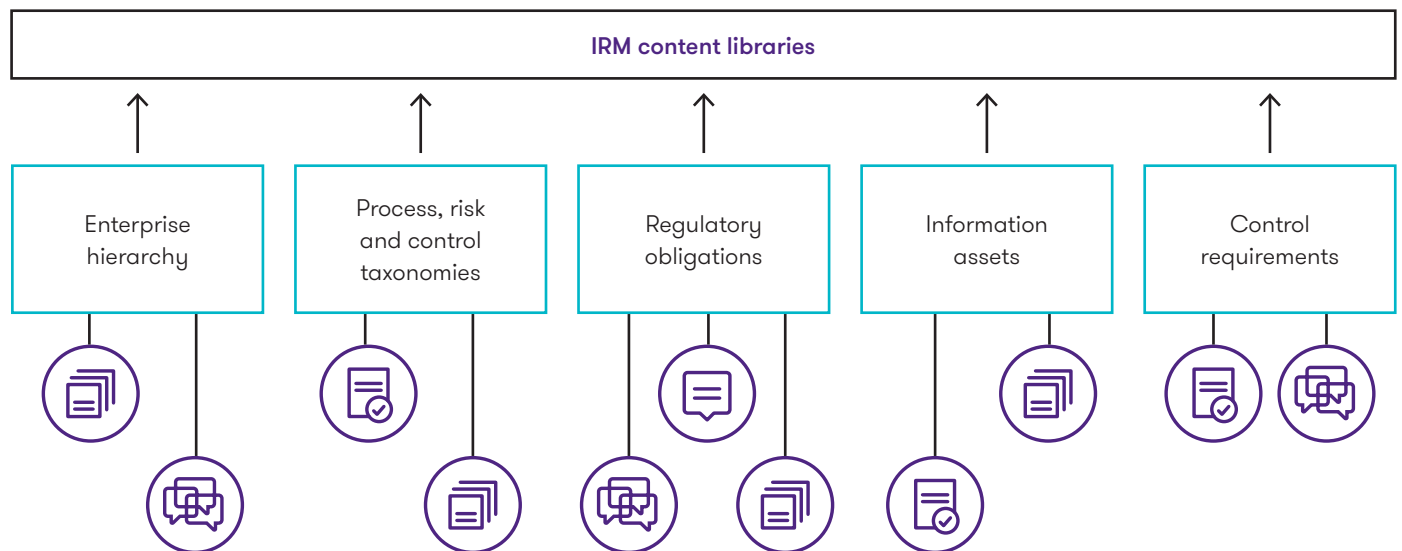 IRM content libraries
Enterprise
hierarchy
Process, risk
and control
taxonomies
Regulatory
obligations
Information
assets
Control
requirements